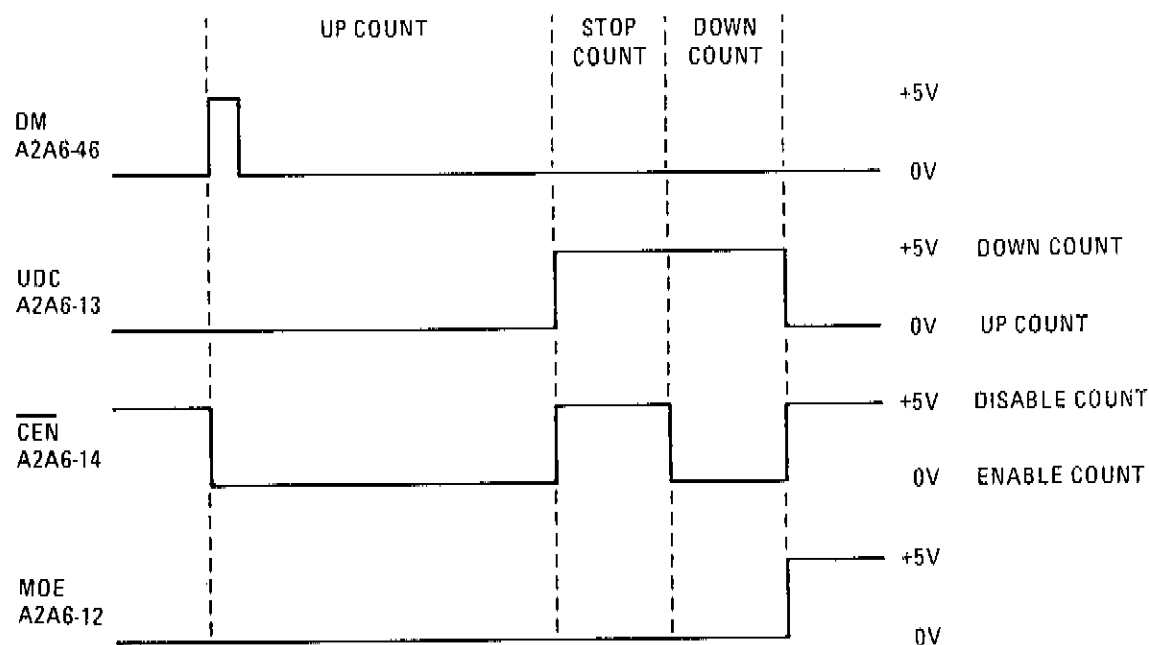 UP COUNT
STOP
COUNT
DOWN
COUNT
DM
A2A6-46
+5V
0V
UDC
A2A6-13
+5V DOWN COUNT
0V UP COUNT
CEN
A2A6-14
+5V DISABLE COUNT
0V ENABLE COUNT
MOE
A2A6-12
+5V
0V